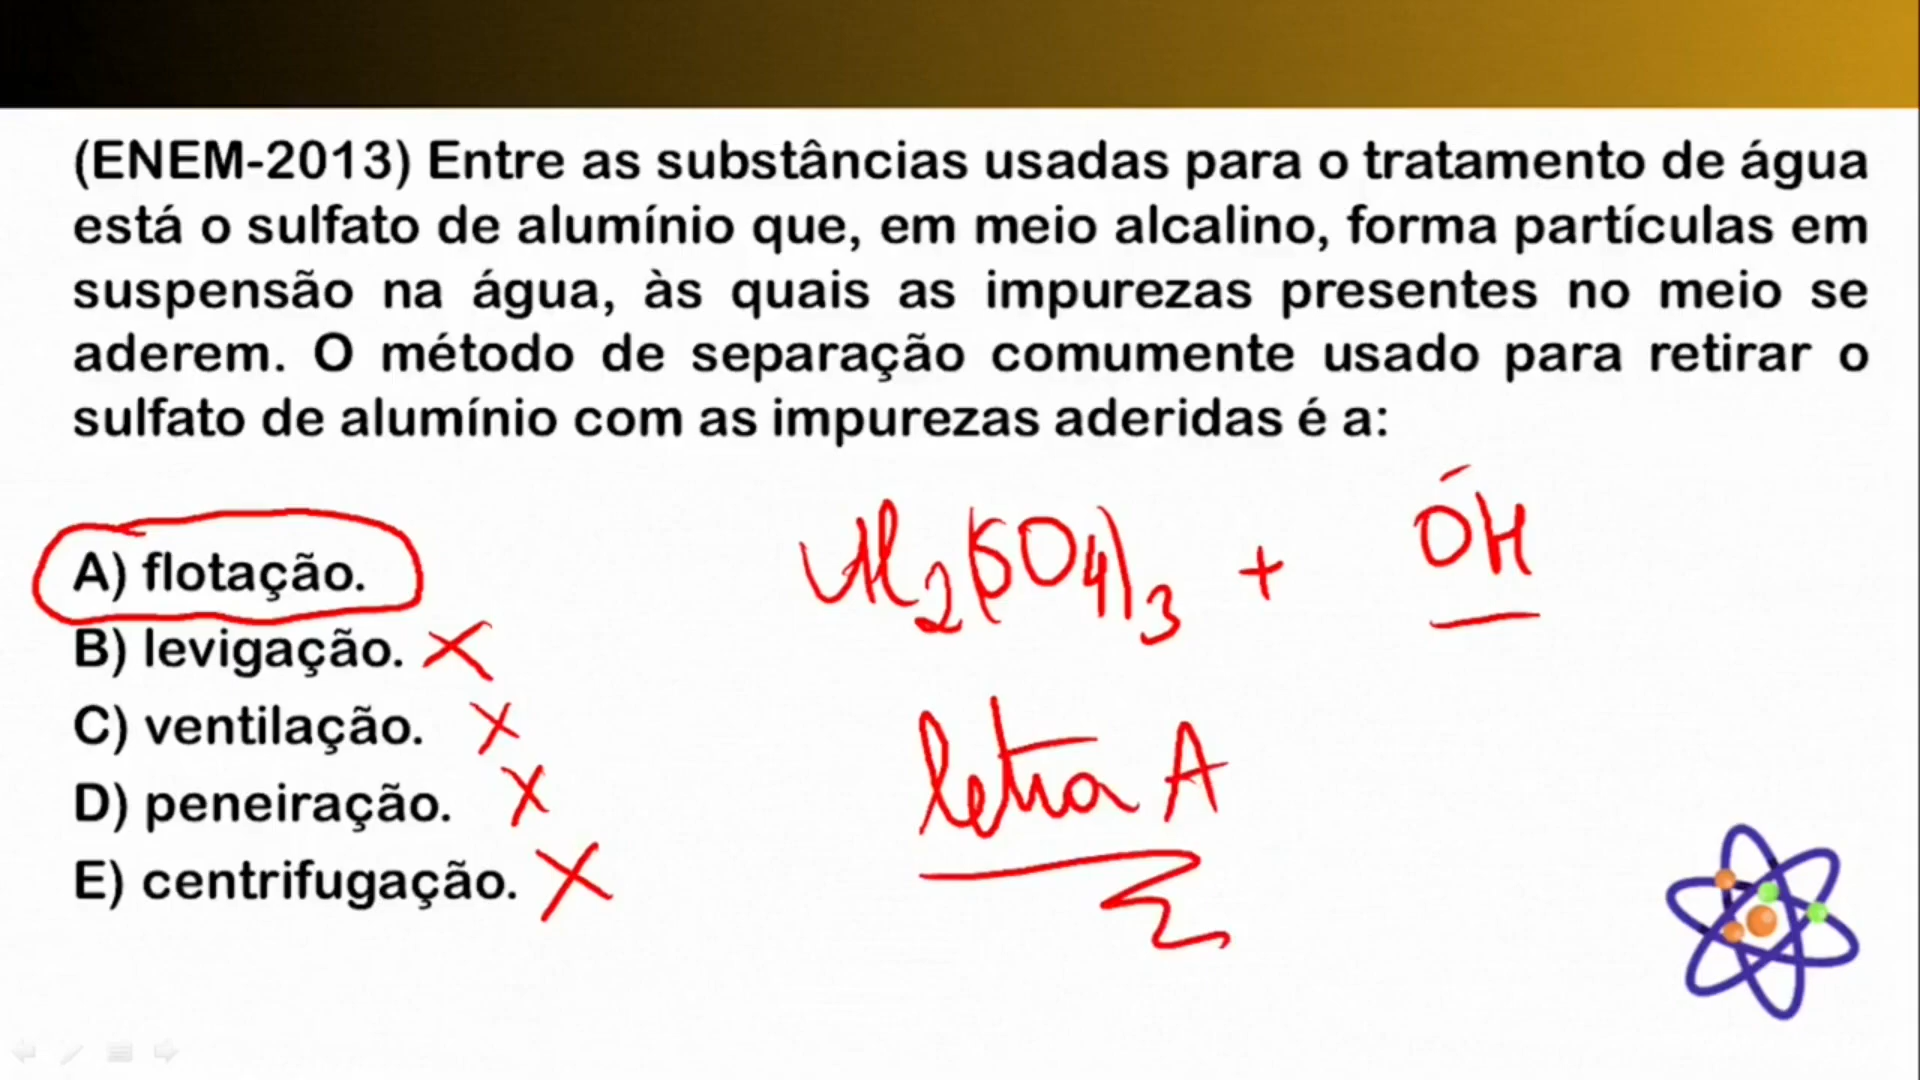 (ENEM-2013) Entre as substâncias usadas para o tratamento de água
está o sulfato de alumínio que, em meio alcalino, forma partículas em
suspensão na água, às quais as impurezas presentes no meio se
aderem. O método de separação comumente usado para retirar o
sulfato de alumínio com as impurezas aderidas é a:
A) flotação.
B) levigação.
C) ventilação.
D) peneiração.
E) centrifugação.
Al₂(SO₄)₃ + OH⁻
letra A